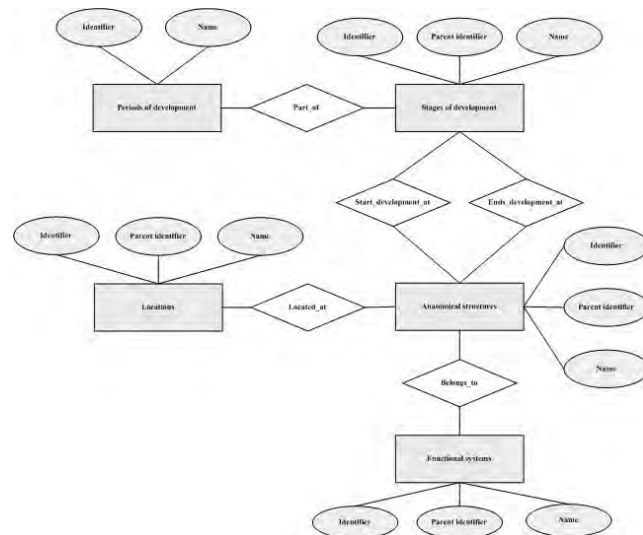 Identifier
Name
Identifier
Parent identifier
Name
Periods of development
Part_of
Stages of development
Start_development_at
Ends_development_at
Identifier
Parent identifier
Name
Identifier
Locations
Located_at
Anatomical structures
Parent identifier
Name
Belongs_to
Functional systems
Identifier
Parent identifier
Name